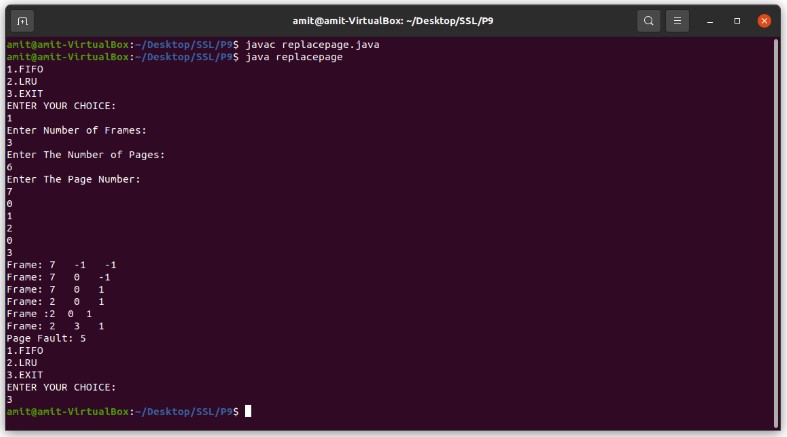 amit@amit-VirtualBox: ~/Desktop/SSL/P9
amit@amit-VirtualBox:~/Desktop/SSL/P9$ javac replacepage.java
amit@amit-VirtualBox:~/Desktop/SSL/P9$ java replacepage
1.FIFO
2.LRU
3.EXIT
ENTER YOUR CHOICE:
1
Enter Number of Frames:
3
Enter The Number of Pages:
6
Enter The Page Number:
7
0
1
2
0
3
Frame: 7   -1   -1
Frame: 7   0   -1
Frame: 7   0   1
Frame: 2   0   1
Frame :2  0  1
Frame: 2   3   1
Page Fault: 5
1.FIFO
2.LRU
3.EXIT
ENTER YOUR CHOICE:
3
amit@amit-VirtualBox:~/Desktop/SSL/P9$